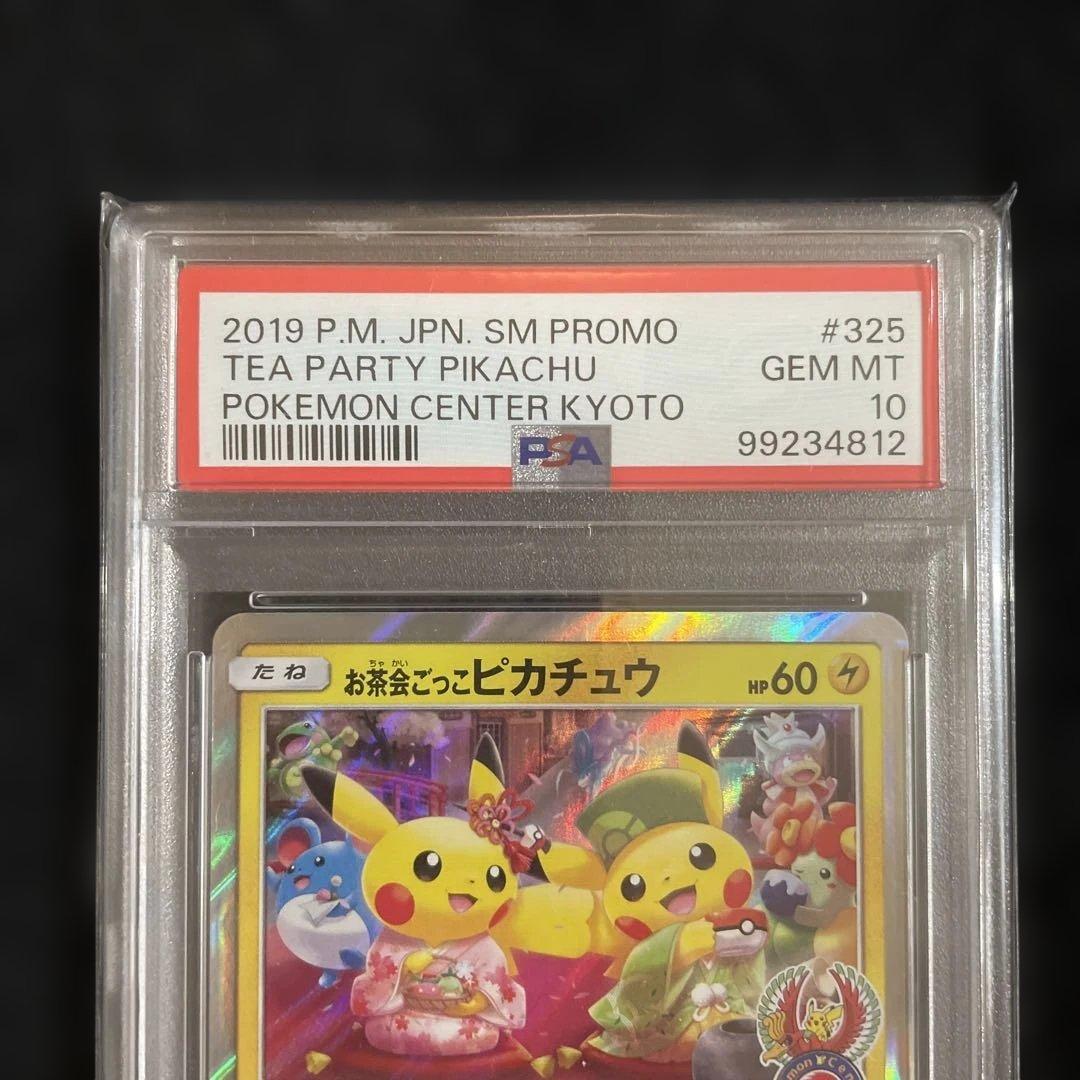 2019 P.M. JPN. SM PROMO #325
TEA PARTY PIKACHU GEM MT
POKEMON CENTER KYOTO 10
PSA 99234812
たね お茶会ごっこピカチュウ HP60
ちゃ かい